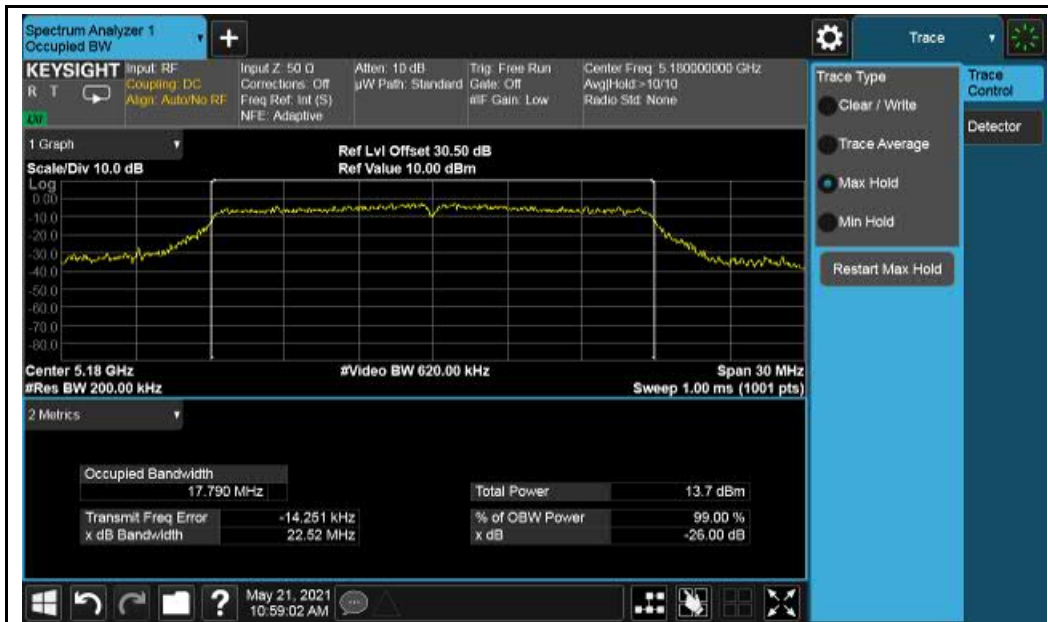 Spectrum Analyzer 1
Occupied BW
+
Trace
KEYSIGHT
R T
Input: RF
Coupling: DC
Align: Auto/No RF
Input Z: 50 Ω
Corrections: Off
Freq Ref: Int (S)
NFE: Adaptive
Atten: 10 dB
µW Path: Standard
Trig: Free Run
Gate: Off
#IF Gain: Low
Center Freq: 5.180000000 GHz
Avg|Hold:>10/10
Radio Std: None
Trace Type
Clear / Write
Trace Average
Max Hold
Min Hold
Restart Max Hold
Trace
Control
Detector
1 Graph
Scale/Div 10.0 dB
Ref Lvl Offset 30.50 dB
Ref Value 10.00 dBm
Log
0.00
-10.0
-20.0
-30.0
-40.0
-50.0
-60.0
-70.0
-80.0
Center 5.18 GHz
#Video BW 620.00 kHz
Span 30 MHz
#Res BW 200.00 kHz
Sweep 1.00 ms (1001 pts)
2 Metrics
Occupied Bandwidth
17.790 MHz
Total Power 13.7 dBm
Transmit Freq Error -14.251 kHz
% of OBW Power 99.00 %
x dB Bandwidth 22.52 MHz
x dB -26.00 dB
?
May 21, 2021
10:59:02 AM